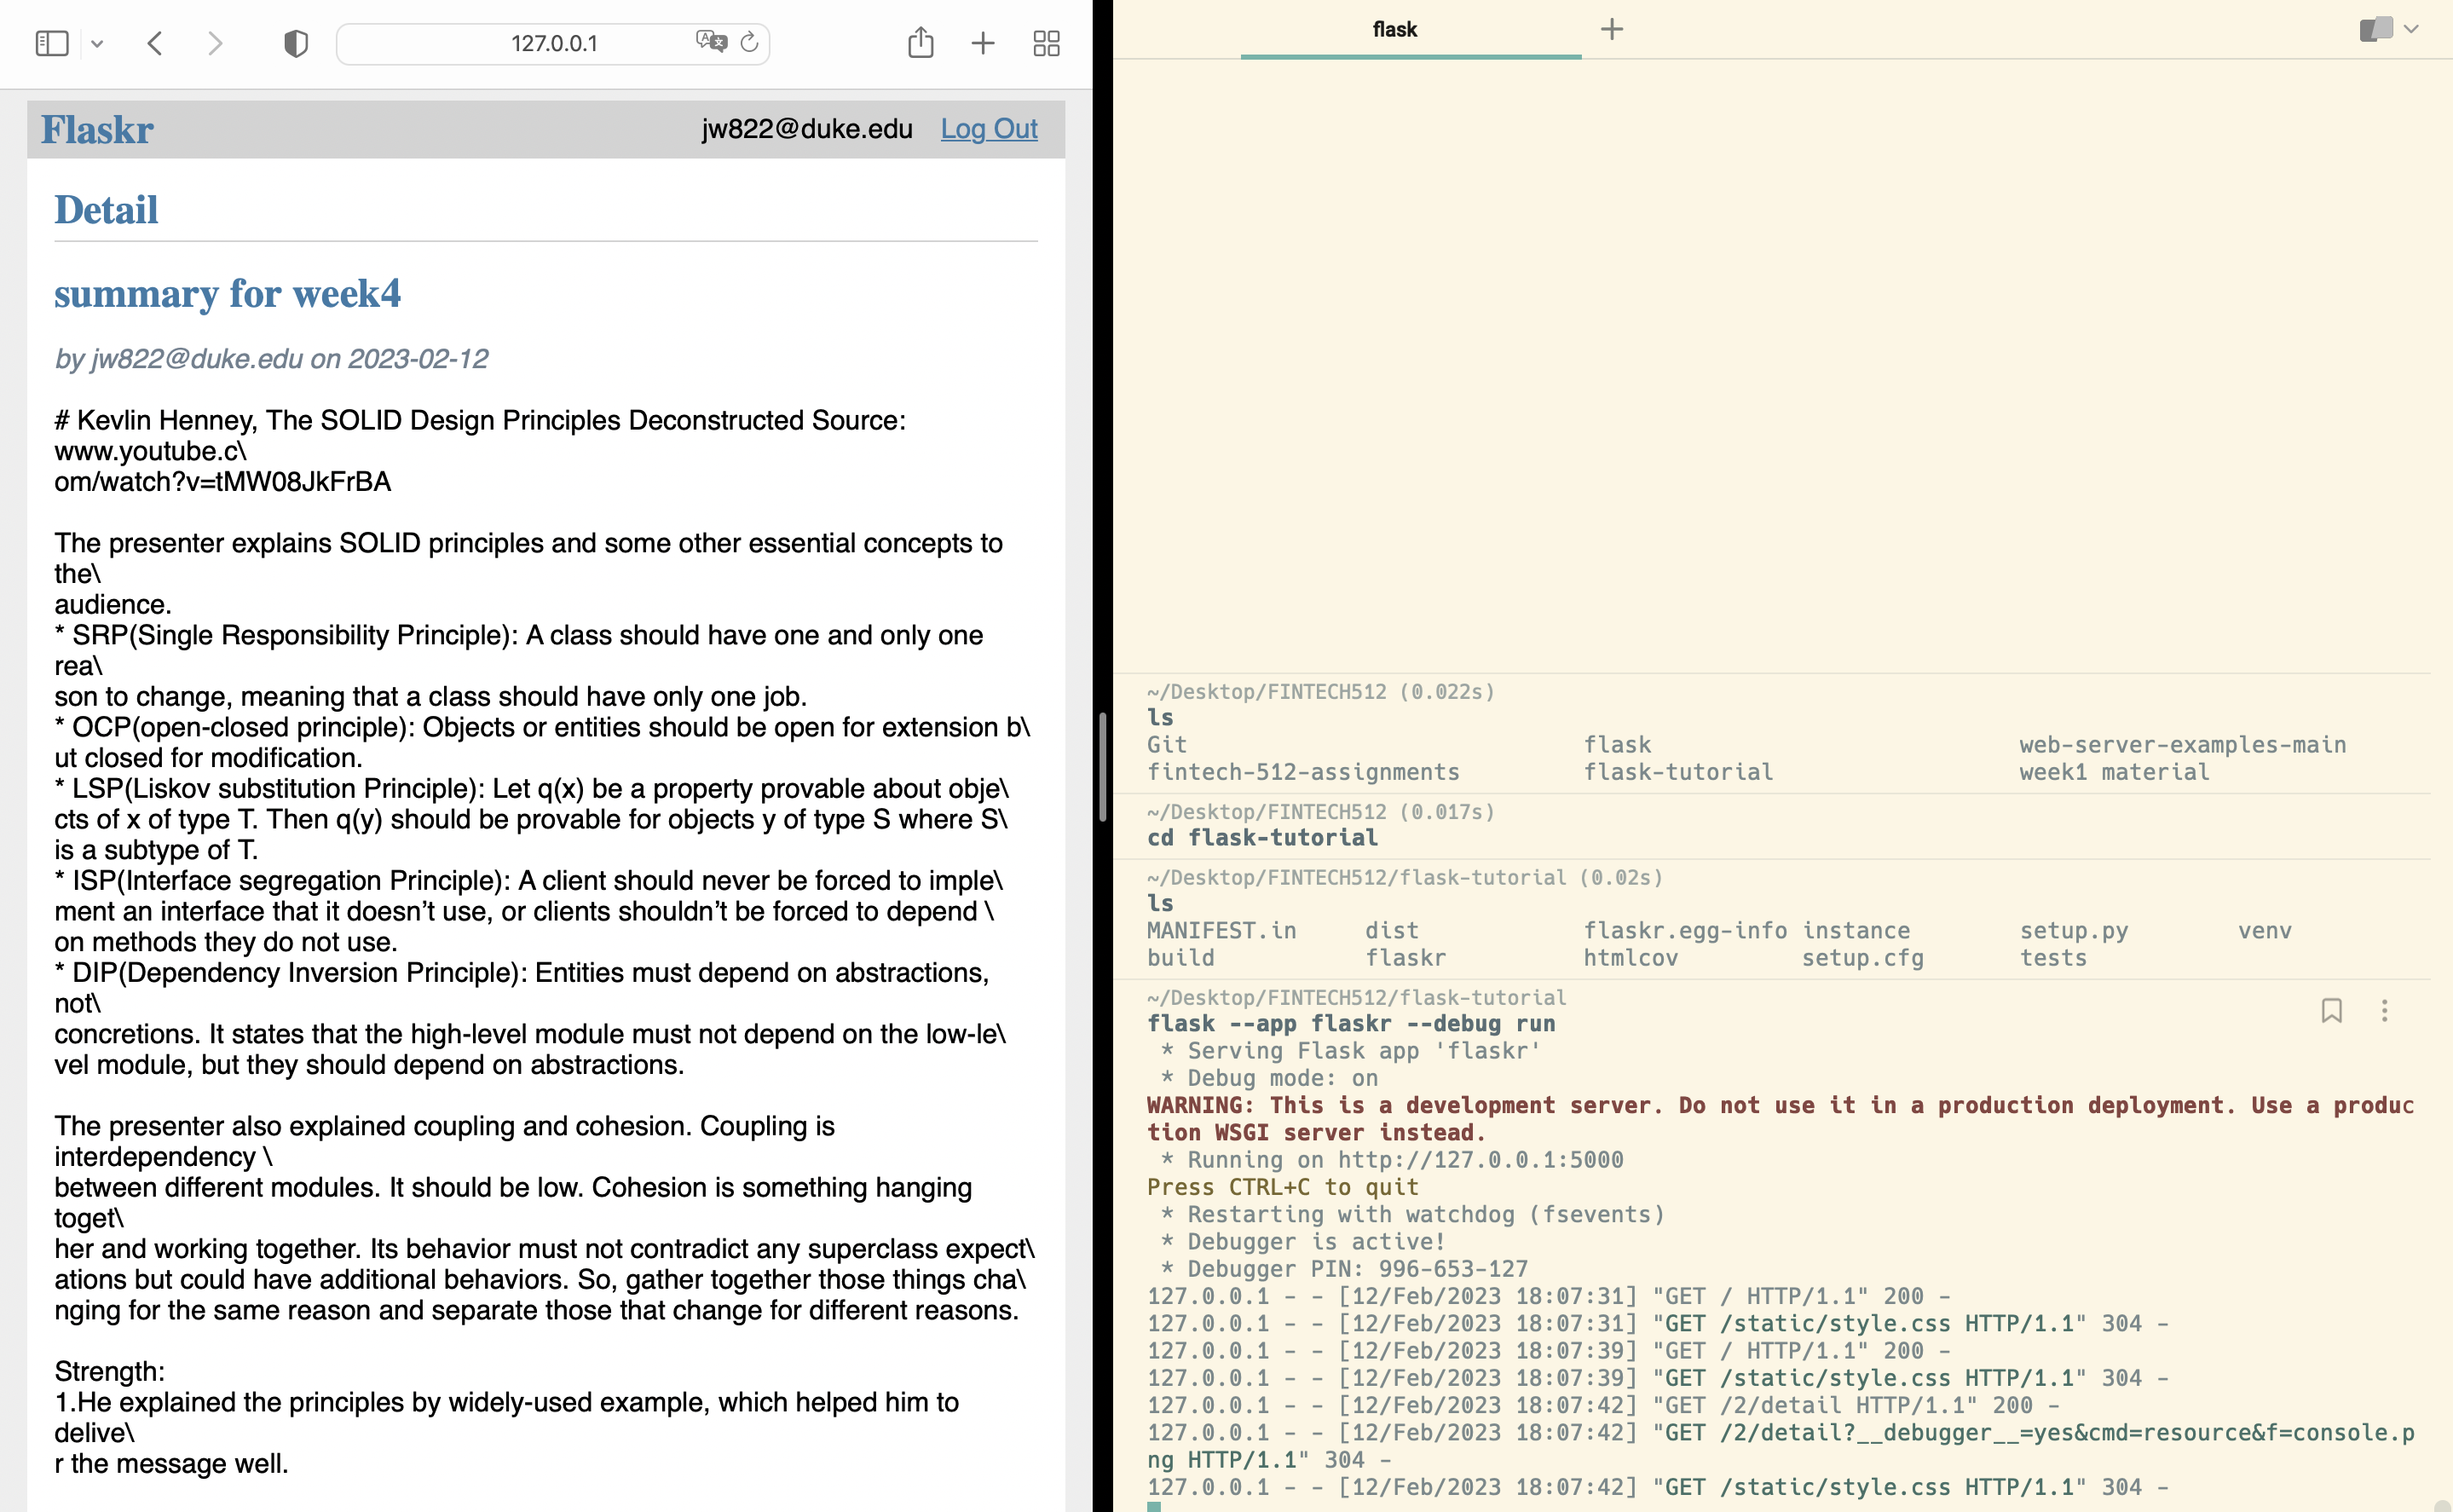 127.0.0.1
Flaskr
jw822@duke.edu Log Out
Detail
summary for week4
by jw822@duke.edu on 2023-02-12
# Kevlin Henney, The SOLID Design Principles Deconstructed Source:
www.youtube.c\
om/watch?v=tMW08JkFrBA
The presenter explains SOLID principles and some other essential concepts to
the\
audience.
* SRP(Single Responsibility Principle): A class should have one and only one
rea\
son to change, meaning that a class should have only one job.
* OCP(open-closed principle): Objects or entities should be open for extension b\
ut closed for modification.
* LSP(Liskov substitution Principle): Let q(x) be a property provable about obje\
cts of x of type T. Then q(y) should be provable for objects y of type S where S\
is a subtype of T.
* ISP(Interface segregation Principle): A client should never be forced to imple\
ment an interface that it doesn’t use, or clients shouldn’t be forced to depend \
on methods they do not use.
* DIP(Dependency Inversion Principle): Entities must depend on abstractions,
not\
concretions. It states that the high-level module must not depend on the low-le\
vel module, but they should depend on abstractions.
The presenter also explained coupling and cohesion. Coupling is
interdependency \
between different modules. It should be low. Cohesion is something hanging
toget\
her and working together. Its behavior must not contradict any superclass expect\
ations but could have additional behaviors. So, gather together those things cha\
nging for the same reason and separate those that change for different reasons.
Strength:
1.He explained the principles by widely-used example, which helped him to
delive\
r the message well.
flask
~/Desktop/FINTECH512 (0.022s)
ls
Git flask web-server-examples-main
fintech-512-assignments flask-tutorial week1 material
~/Desktop/FINTECH512 (0.017s)
cd flask-tutorial
~/Desktop/FINTECH512/flask-tutorial (0.02s)
ls
MANIFEST.in dist flaskr.egg-info instance setup.py venv
build flaskr htmlcov setup.cfg tests
~/Desktop/FINTECH512/flask-tutorial
flask --app flaskr --debug run
* Serving Flask app 'flaskr'
* Debug mode: on
WARNING: This is a development server. Do not use it in a production deployment. Use a produc
tion WSGI server instead.
* Running on http://127.0.0.1:5000
Press CTRL+C to quit
* Restarting with watchdog (fsevents)
* Debugger is active!
* Debugger PIN: 996-653-127
127.0.0.1 - - [12/Feb/2023 18:07:31] "GET / HTTP/1.1" 200 -
127.0.0.1 - - [12/Feb/2023 18:07:31] "GET /static/style.css HTTP/1.1" 304 -
127.0.0.1 - - [12/Feb/2023 18:07:39] "GET / HTTP/1.1" 200 -
127.0.0.1 - - [12/Feb/2023 18:07:39] "GET /static/style.css HTTP/1.1" 304 -
127.0.0.1 - - [12/Feb/2023 18:07:42] "GET /2/detail HTTP/1.1" 200 -
127.0.0.1 - - [12/Feb/2023 18:07:42] "GET /2/detail?__debugger__=yes&cmd=resource&f=console.p
ng HTTP/1.1" 304 -
127.0.0.1 - - [12/Feb/2023 18:07:42] "GET /static/style.css HTTP/1.1" 304 -